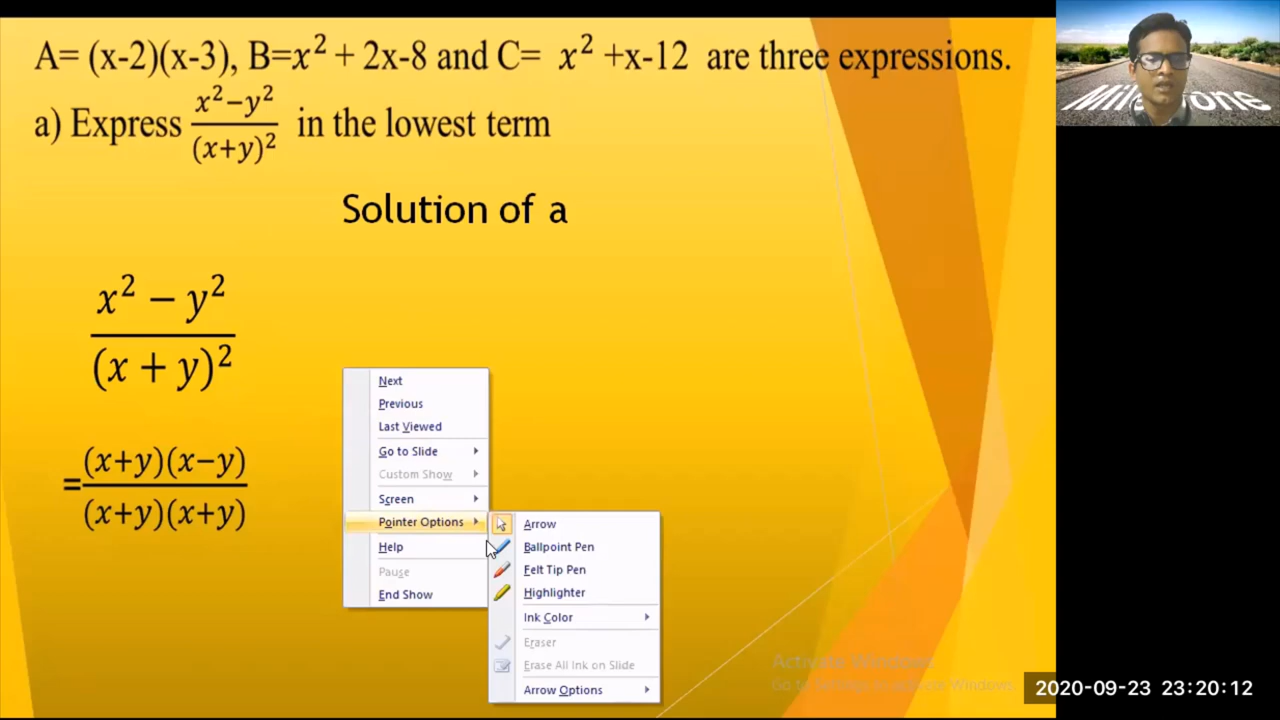 A= (x-2)(x-3), B=x² + 2x-8 and C= x² +x-12 are three expressions.
a) Express x²−y²/(x+y)² in the lowest term
Solution of a
x² − y²
(x + y)²
=(x+y)(x−y)
(x+y)(x+y)
Next
Previous
Last Viewed
Go to Slide
Custom Show
Screen
Pointer Options
Help
Pause
End Show
Arrow
Ballpoint Pen
Felt Tip Pen
Highlighter
Ink Color
Eraser
Erase All Ink on Slide
Arrow Options
Activate Windows
Go to Settings to activate Windows.
2020-09-23 23:20:12